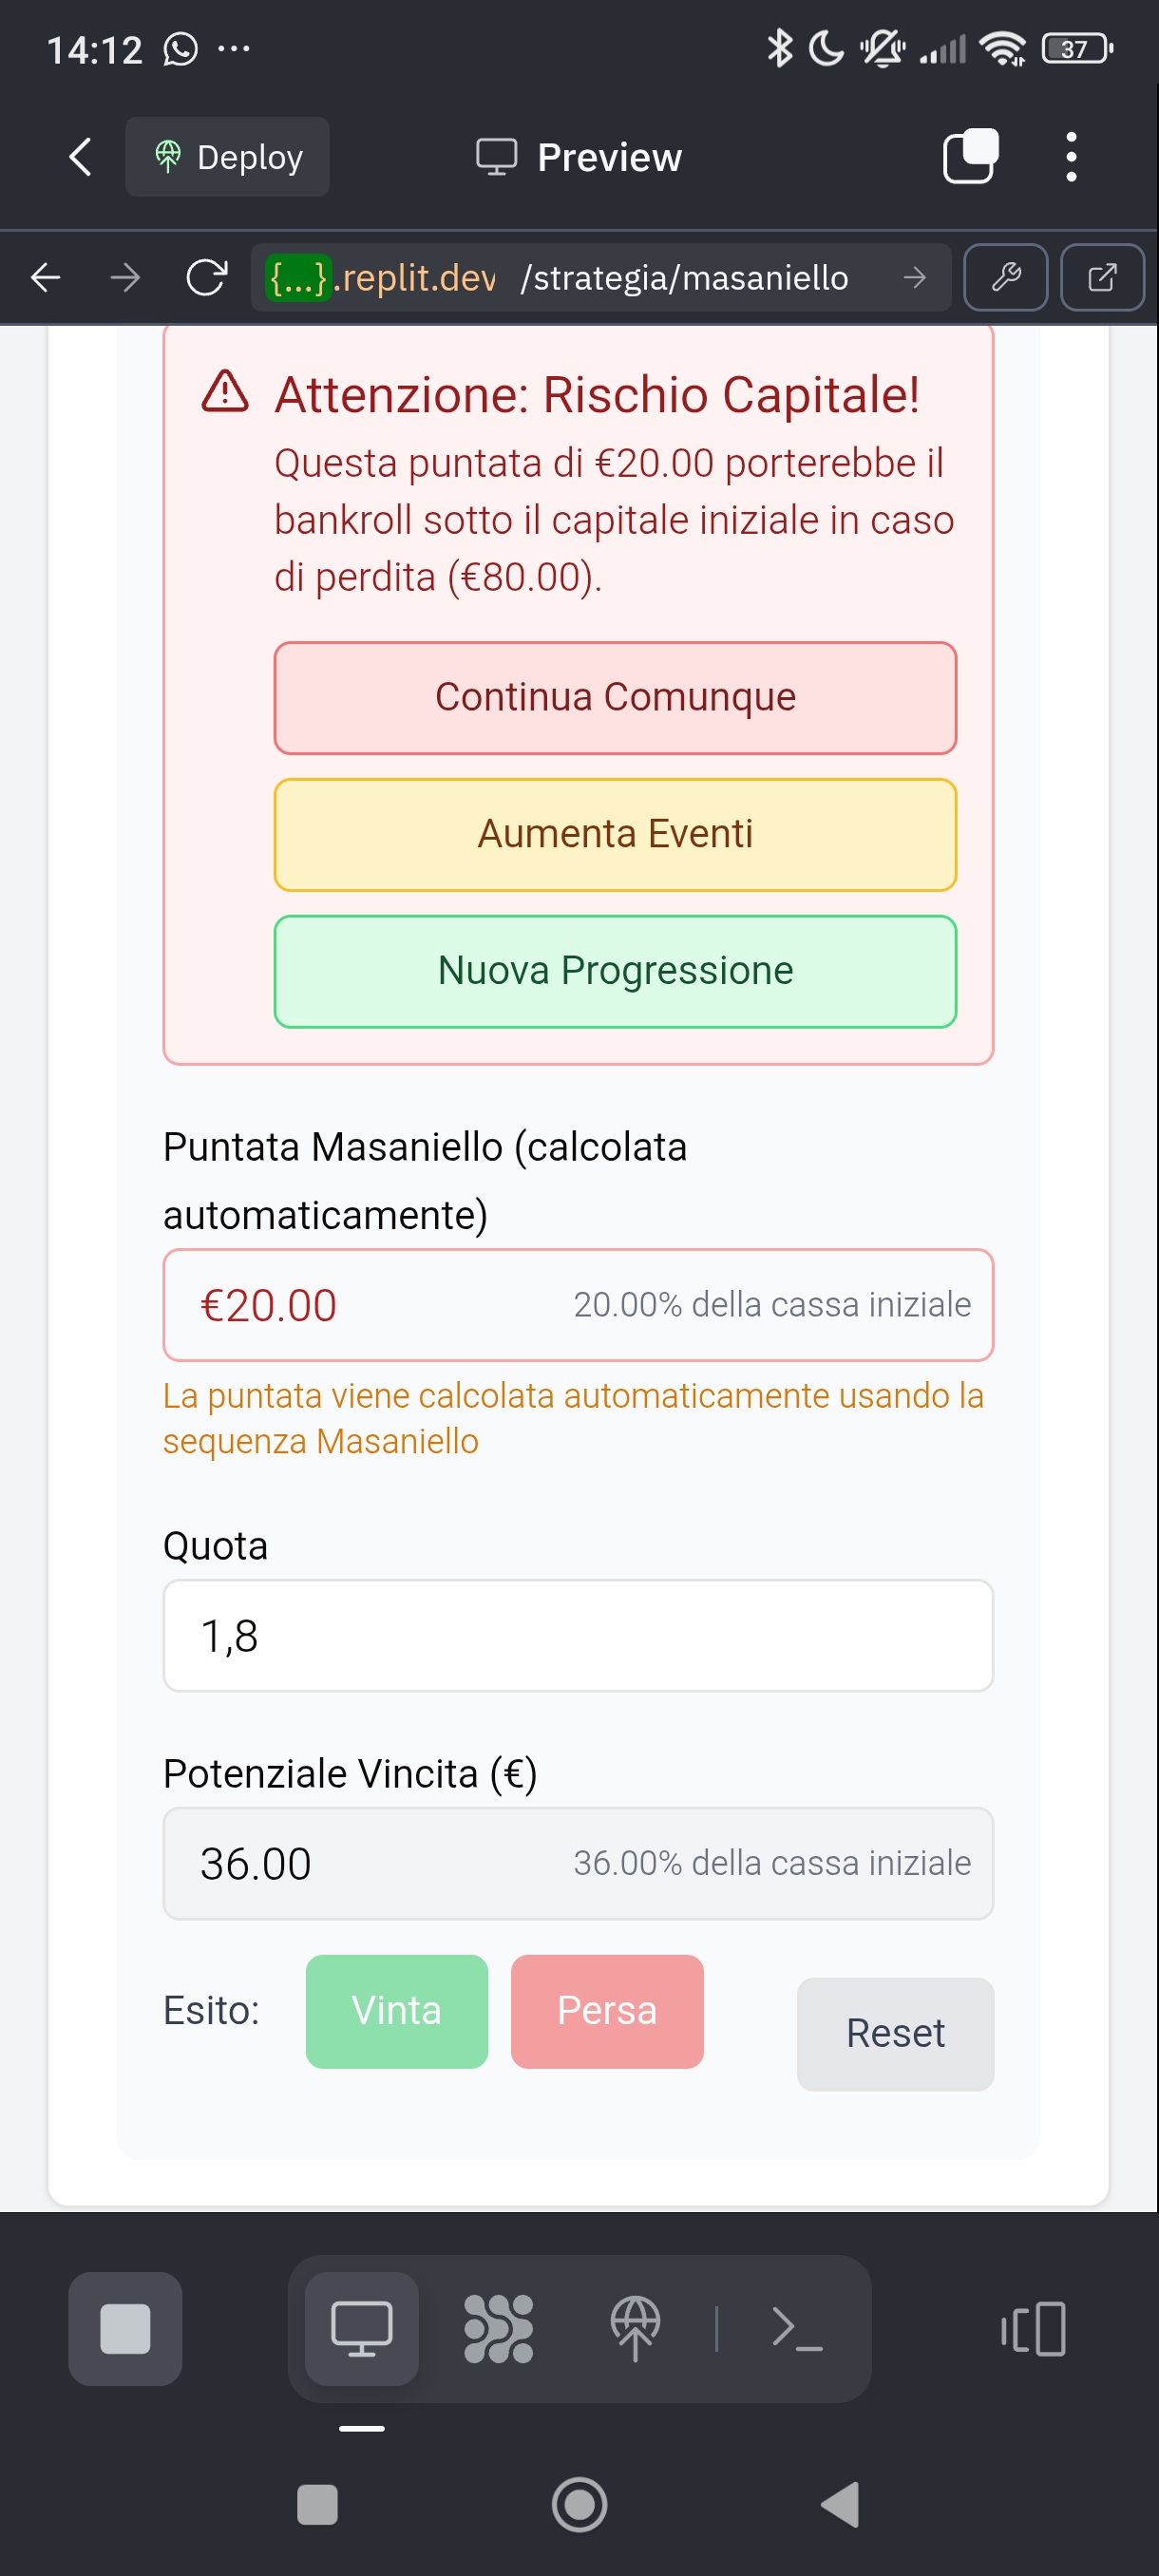 14:12
37
Deploy
Preview
{...}.replit.dev /strategia/masaniello
Attenzione: Rischio Capitale!
Questa puntata di €20.00 porterebbe il
bankroll sotto il capitale iniziale in caso
di perdita (€80.00).
Continua Comunque
Aumenta Eventi
Nuova Progressione
Puntata Masaniello (calcolata
automaticamente)
€20.00 20.00% della cassa iniziale
La puntata viene calcolata automaticamente usando la
sequenza Masaniello
Quota
1,8
Potenziale Vincita (€)
36.00 36.00% della cassa iniziale
Esito: Vinta Persa
Reset